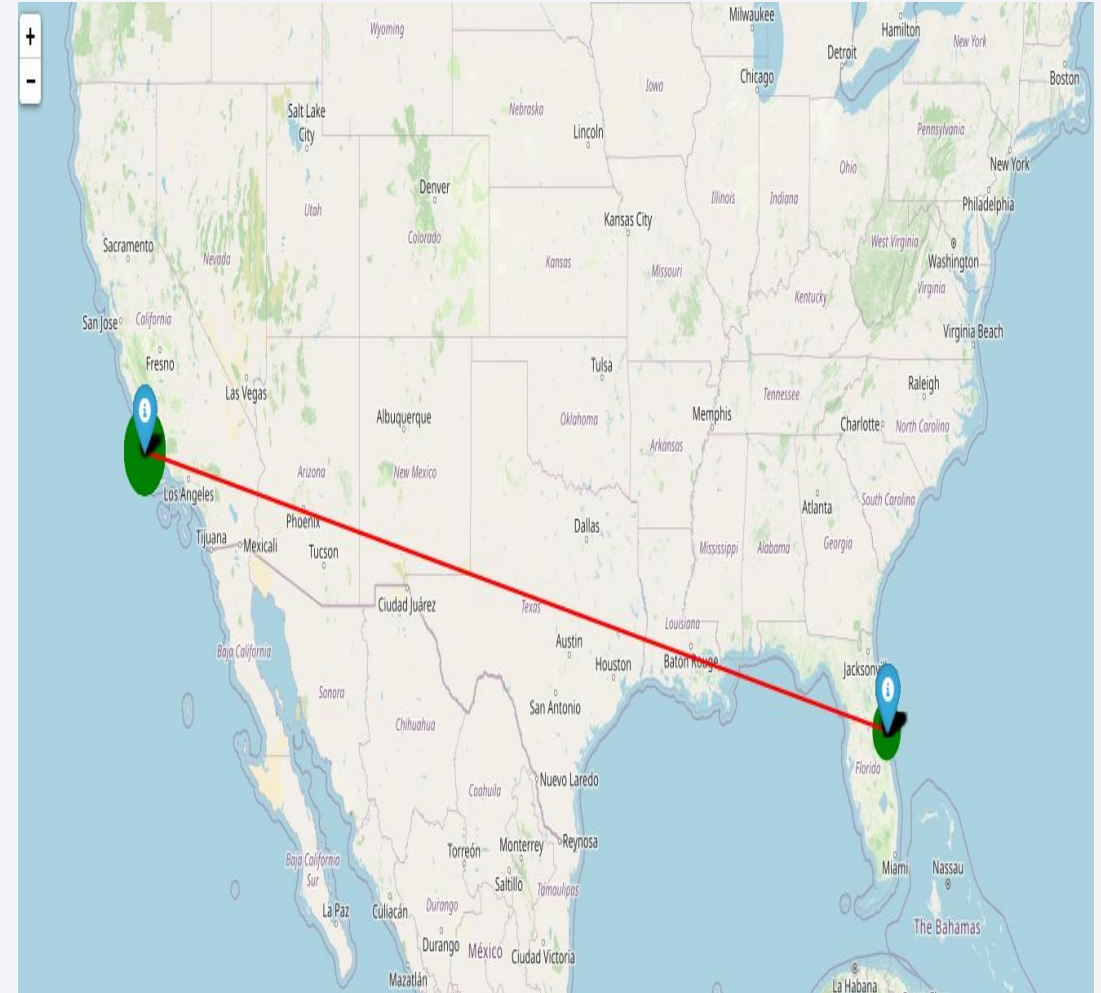 +
-
Milwaukee
Hamilton
New York
Wyoming
Detroit
Chicago
Boston
Iowa
Salt Lake
City
Nebraska
Lincoln
Pennsylvania
Ohio
New York
Denver
Utah
Illinois
Indiana
Philadelphia
Kansas City
Colorado
Sacramento
Nevada
West Virginia
Washington
Kansas
Missouri
Virginia
Kentucky
San Jose
California
Virginia Beach
Fresno
Tulsa
Las Vegas
Raleigh
Tennessee
Albuquerque
Oklahoma
Memphis
Charlotte
North Carolina
Arkansas
Arizona
New Mexico
Los Angeles
South Carolina
Atlanta
Phoenix
Dallas
Tijuana
Mexicali
Tucson
Mississippi
Alabama
Georgia
Ciudad Juárez
Texas
Louisiana
Austin
Baja California
Houston
Baton Rouge
Jacksonvil
Sonora
San Antonio
Chihuahua
Florida
Nuevo Laredo
Coahuila
Torreón
Monterrey
Reynosa
Baja California
Sur
Saltillo
Tamaulipas
Miami
Nassau
La Paz
Culiacán
Durango
The Bahamas
Durango
México
Ciudad Victoria
Mazatlán
La Habana